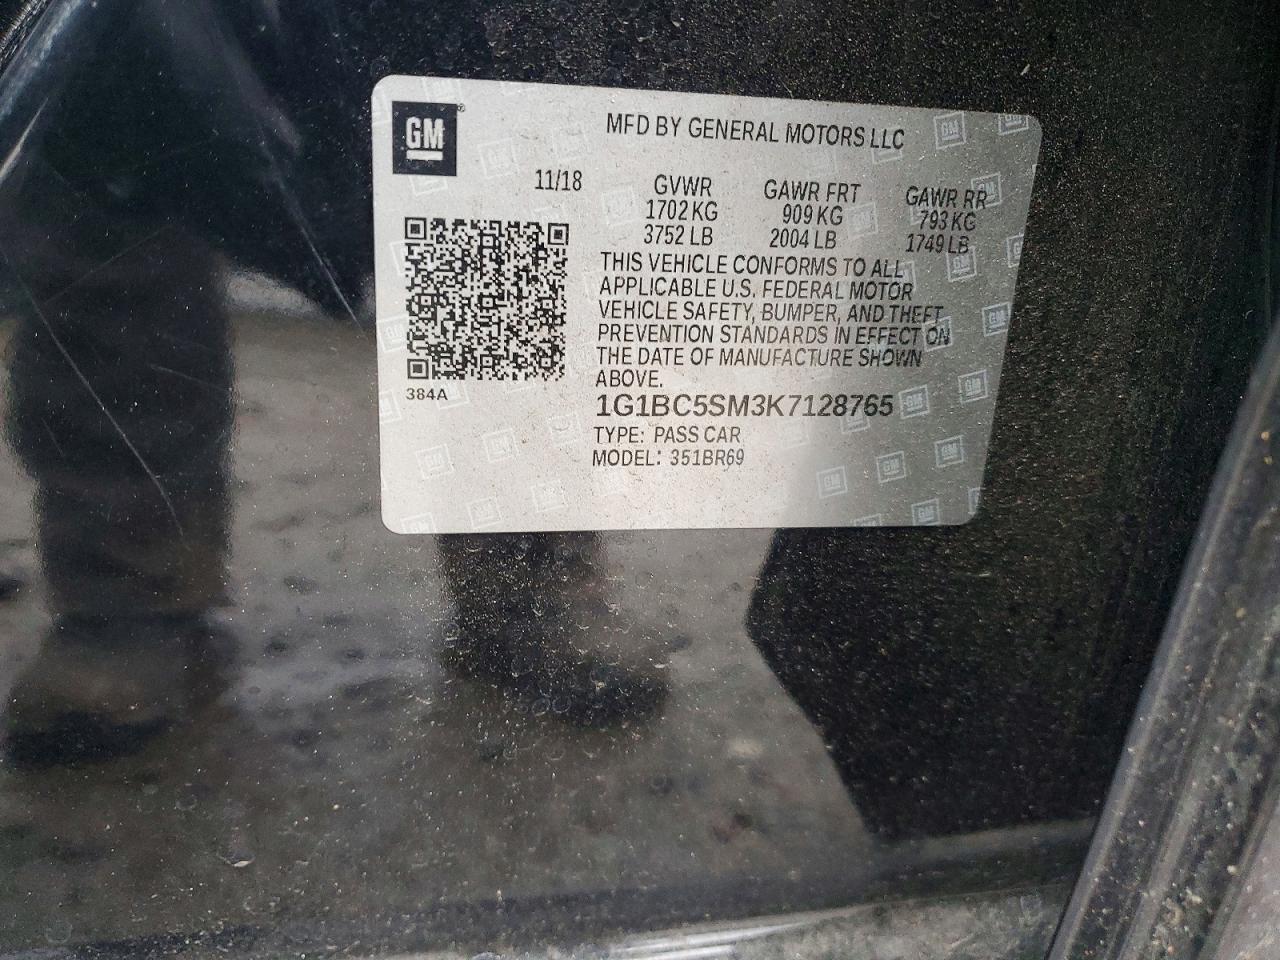 GM
MFD BY GENERAL MOTORS LLC
11/18 GVWR GAWR FRT GAWR RR
1702 KG 909 KG 793 KG
3752 LB 2004 LB 1749 LB
THIS VEHICLE CONFORMS TO ALL
APPLICABLE U.S. FEDERAL MOTOR
VEHICLE SAFETY, BUMPER, AND THEFT
PREVENTION STANDARDS IN EFFECT ON
THE DATE OF MANUFACTURE SHOWN
ABOVE.
384A
1G1BC5SM3K7128765
TYPE: PASS CAR
MODEL: 351BR69